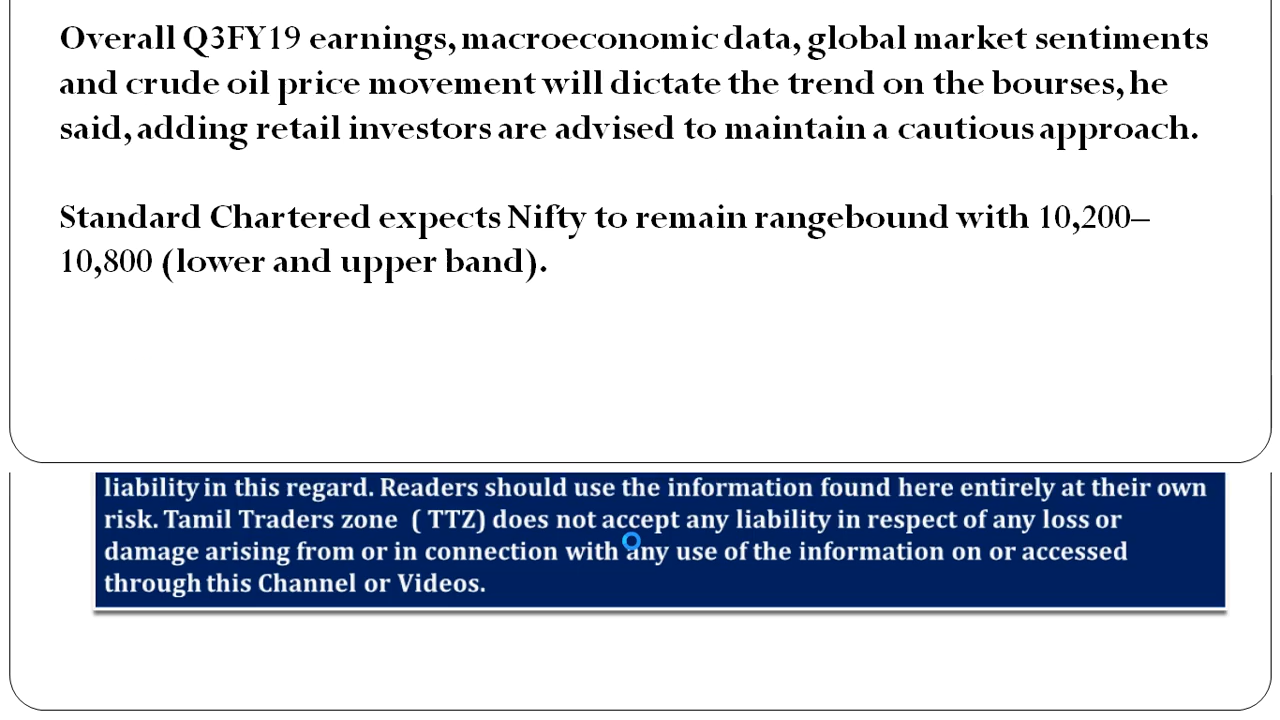 Overall Q3FY19 earnings, macroeconomic data, global market sentiments
and crude oil price movement will dictate the trend on the bourses, he
said, adding retail investors are advised to maintain a cautious approach.
Standard Chartered expects Nifty to remain rangebound with 10,200–
10,800 (lower and upper band).
liability in this regard. Readers should use the information found here entirely at their own
risk. Tamil Traders zone ( TTZ) does not accept any liability in respect of any loss or
damage arising from or in connection with any use of the information on or accessed
through this Channel or Videos.